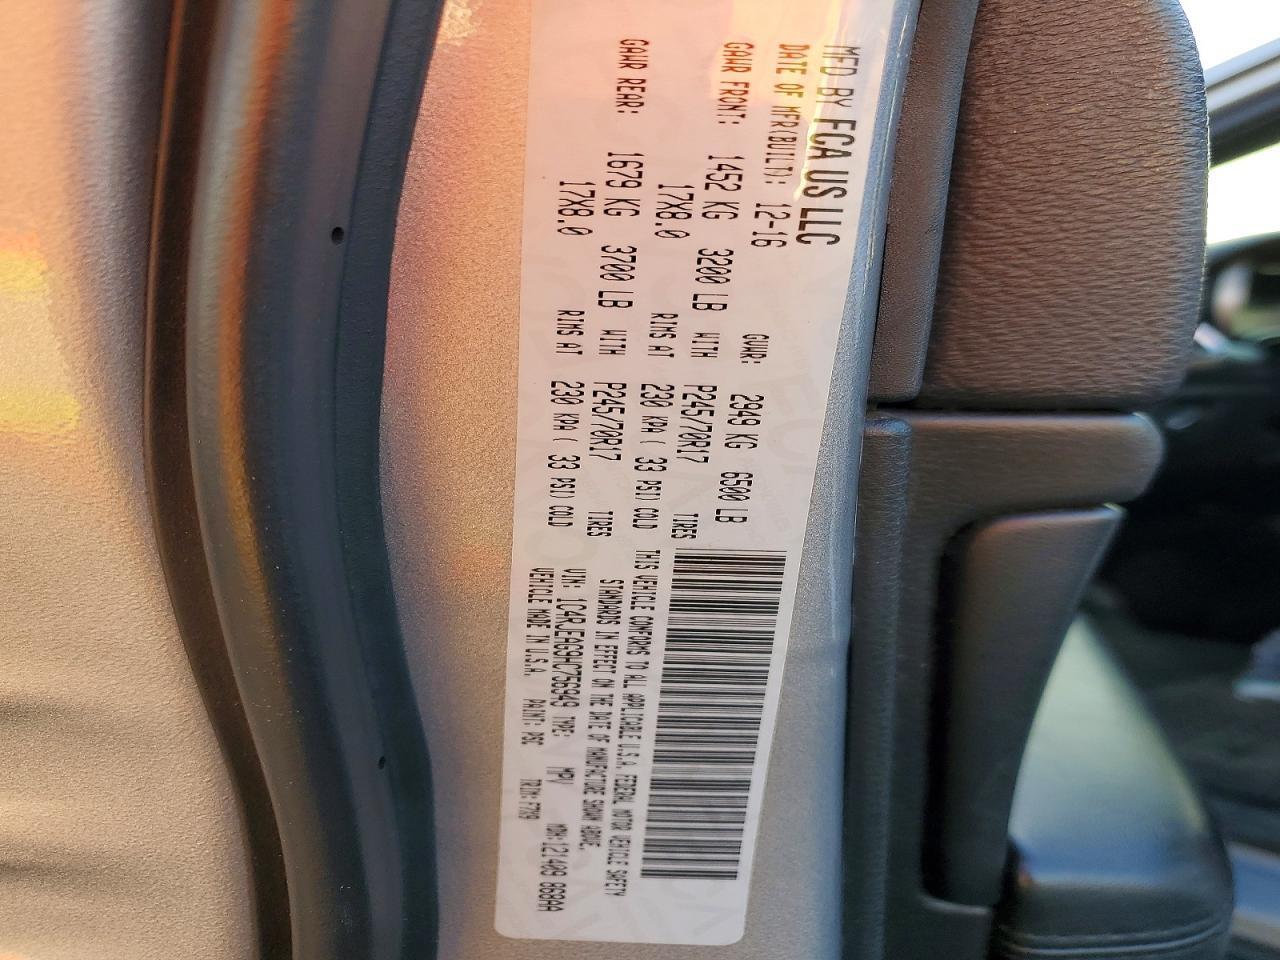 MFD BY FCA US LLC
DATE OF MFR(BUILT): 12-16 GVWR: 2949 KG 6500 LB
GAWR FRONT: 1452 KG 3200 LB WITH P245/70R17 TIRES
17X8.0 RIMS AT 230 KPA ( 33 PSI) COLD
GAWR REAR: 1679 KG 3700 LB WITH P245/70R17 TIRES
17X8.0 RIMS AT 230 KPA ( 33 PSI) COLD
THIS VEHICLE CONFORMS TO ALL APPLICABLE U.S.A. FEDERAL MOTOR VEHICLE SAFETY
STANDARDS IN EFFECT ON THE DATE OF MANUFACTURE SHOWN ABOVE.
VIN: 1C4RJEAG9HC756949 TYPE: MPV MDH:121409 868AA
VEHICLE MADE IN U.S.A. PAINT: PSC TRIM: